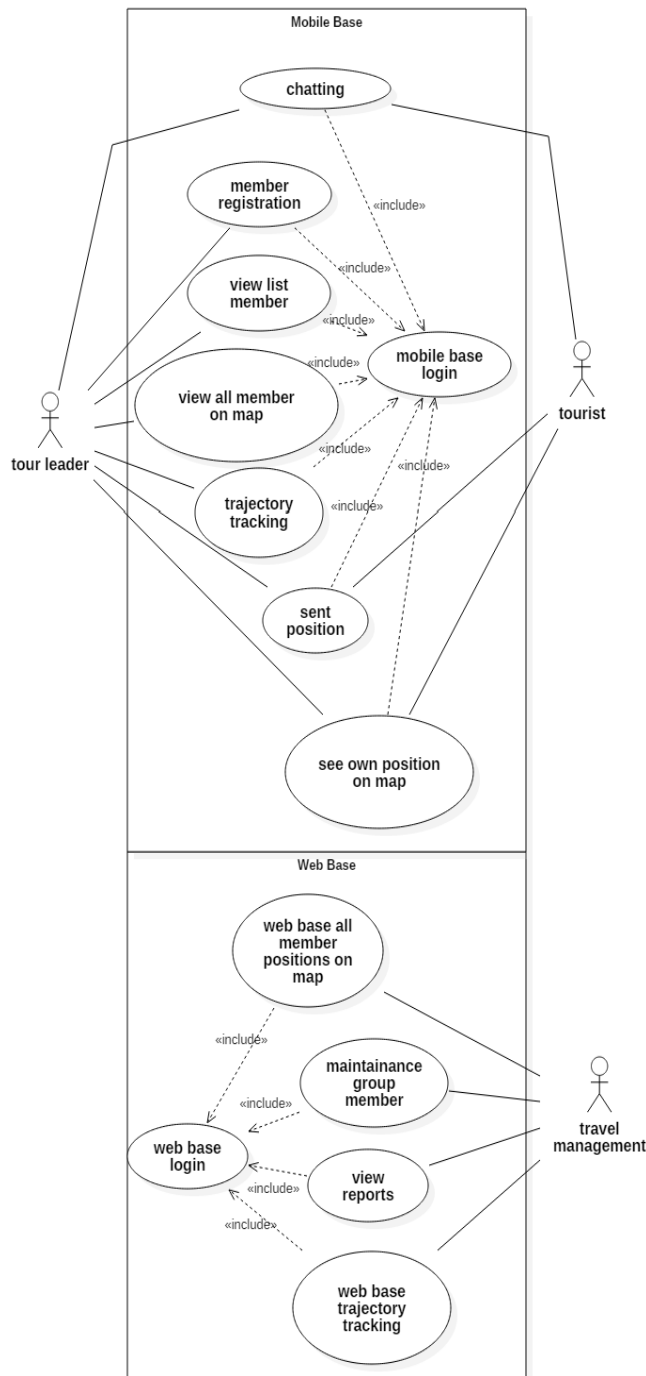 Mobile Base
chatting
member
registration
«include»
view list
member
«include»
«include»
mobile base
login
view all member
on map
«include»
tour leader
tourist
trajectory
tracking
«include»
«include»
«include»
sent
position
see own position
on map
Web Base
web base all
member
positions on
map
«include»
maintainance
group
member
«include»
travel
management
web base
login
view
reports
«include»
«include»
web base
trajectory
tracking